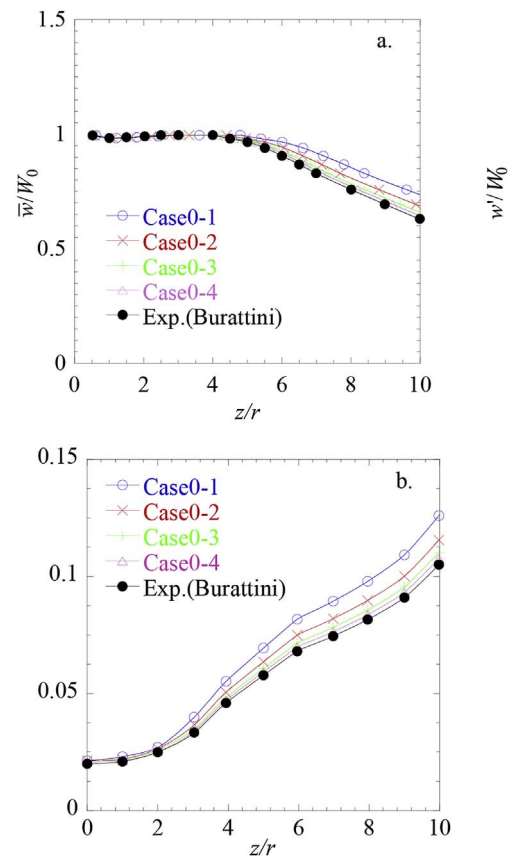 1.5
a.
1
w̅/W₀
w'/W₀
Case0-1
Case0-2
Case0-3
Case0-4
Exp.(Burattini)
0.5
0
0 2 4 6 8 10
z/r
0.15
b.
Case0-1
Case0-2
Case0-3
Case0-4
Exp.(Burattini)
0.1
0.05
0
0 2 4 6 8 10
z/r